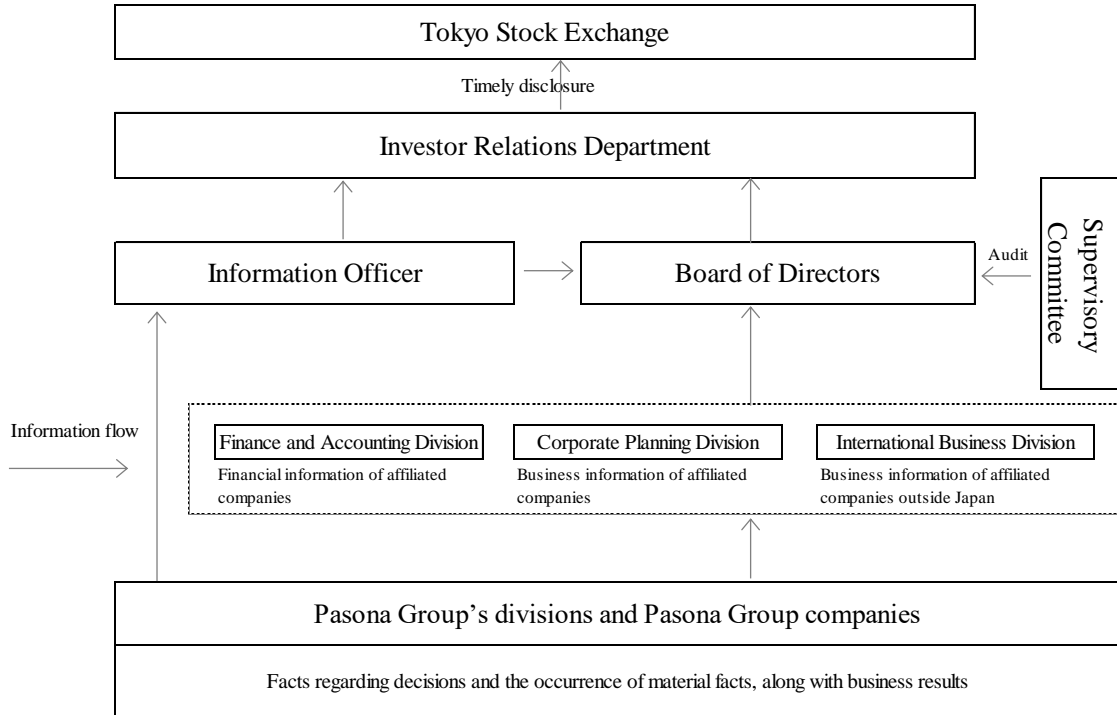 Tokyo Stock Exchange
Timely disclosure
Investor Relations Department
Information Officer
Board of Directors
Audit
Supervisory
Committee
Information flow
Finance and Accounting Division
Financial information of affiliated
companies
Corporate Planning Division
Business information of affiliated
companies
International Business Division
Business information of affiliated
companies outside Japan
Pasona Group’s divisions and Pasona Group companies
Facts regarding decisions and the occurrence of material facts, along with business results